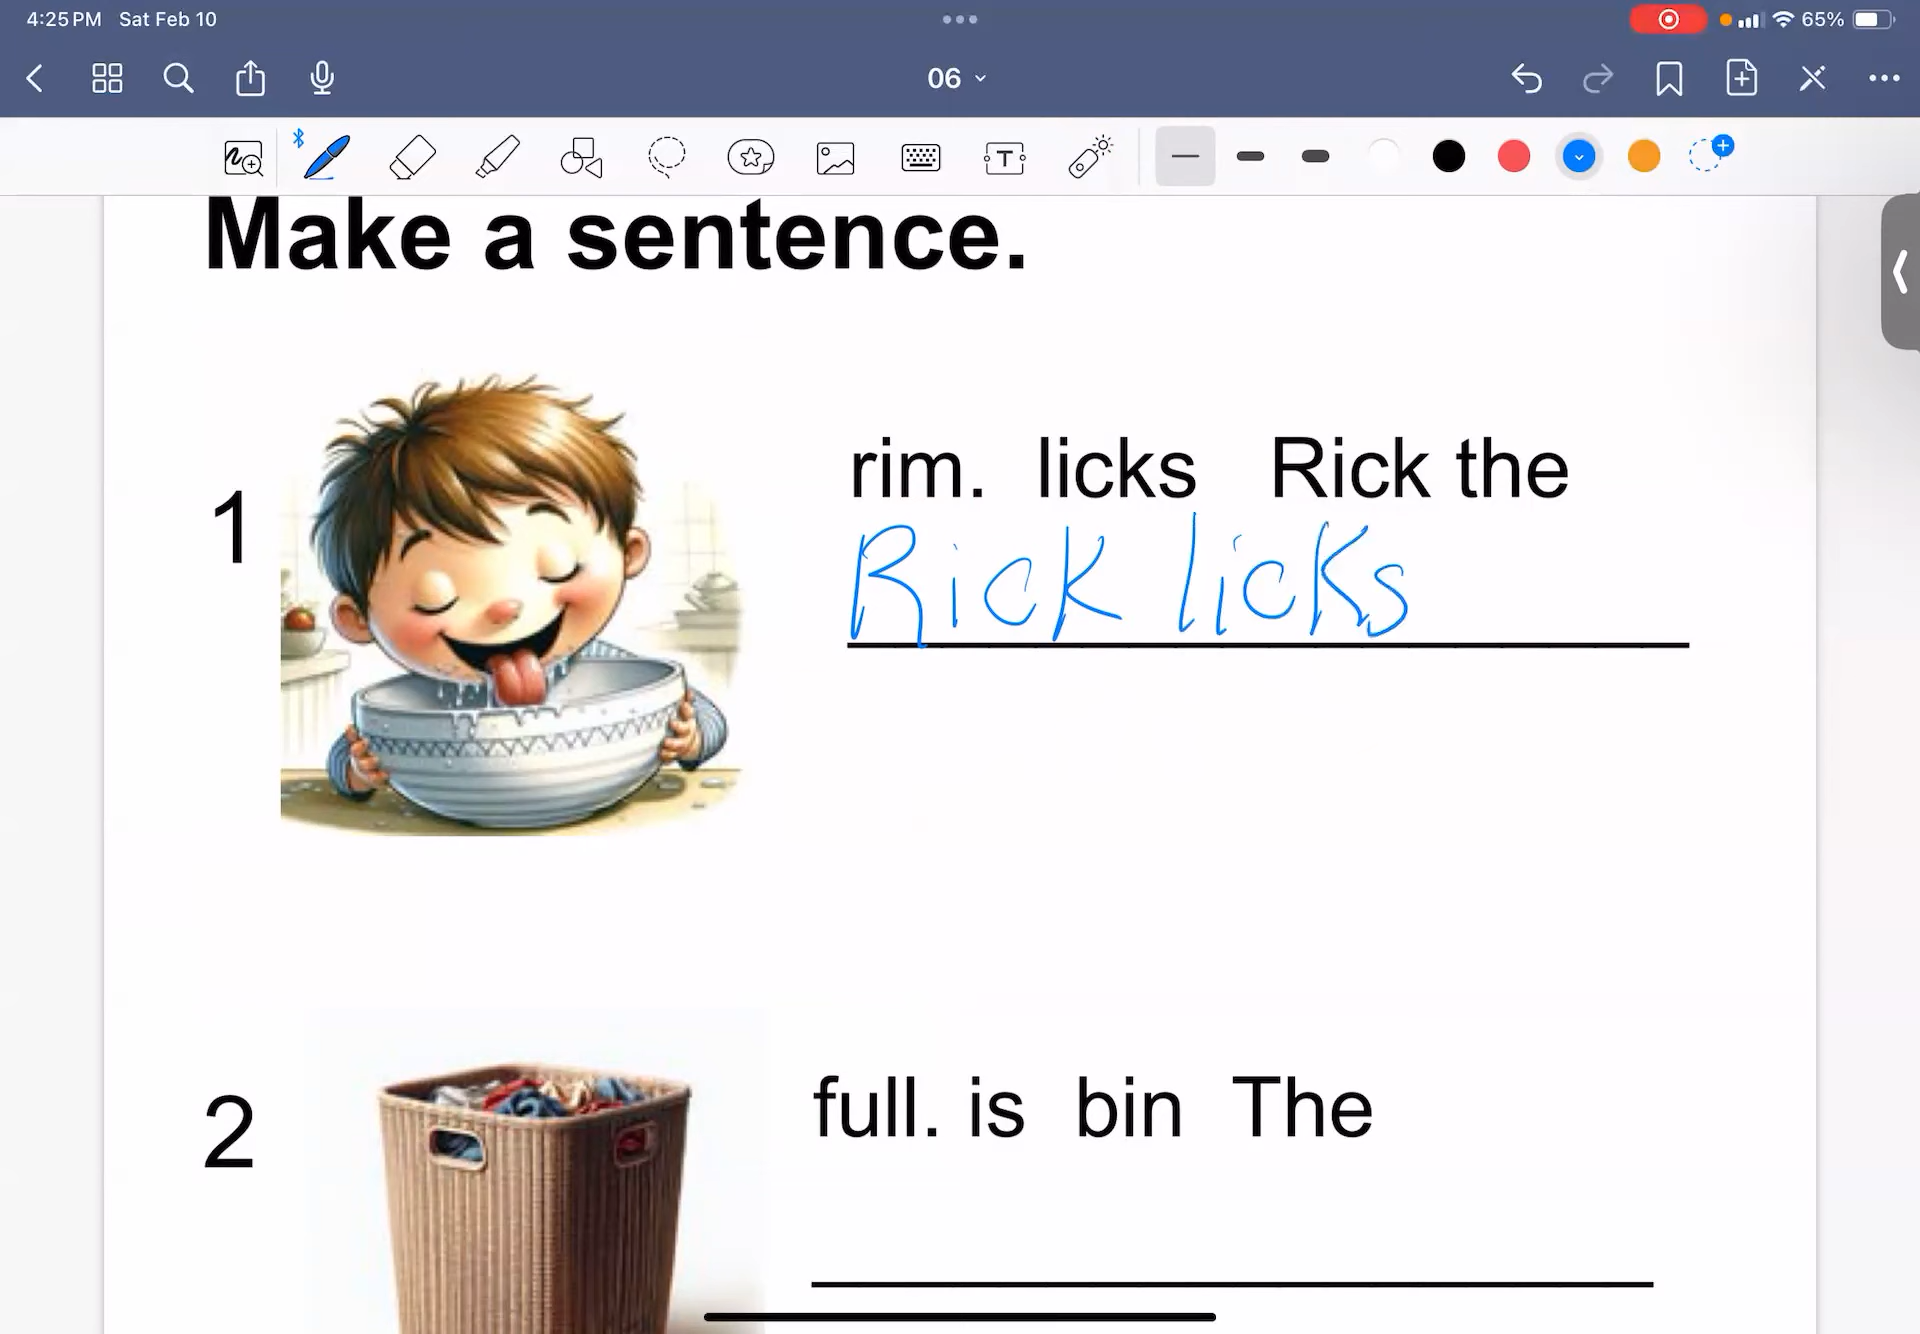 4:25 PM Sat Feb 10
65%
06
T
Make a sentence.
1
rim. licks Rick the
Rick licks
2
full. is bin The